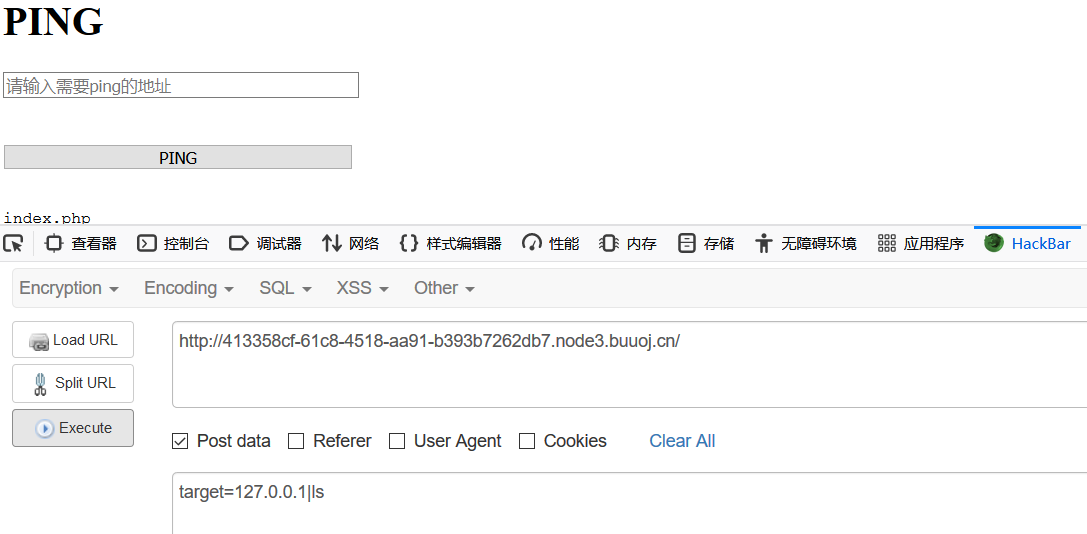 PING
请输入需要ping的地址
PING
index.php
查看器 控制台 调试器 网络 样式编辑器 性能 内存 存储 无障碍环境 应用程序 HackBar
Encryption Encoding SQL XSS Other
Load URL
http://413358cf-61c8-4518-aa91-b393b7262db7.node3.buuoj.cn/
Split URL
Execute
Post data Referer User Agent Cookies Clear All
target=127.0.0.1|ls